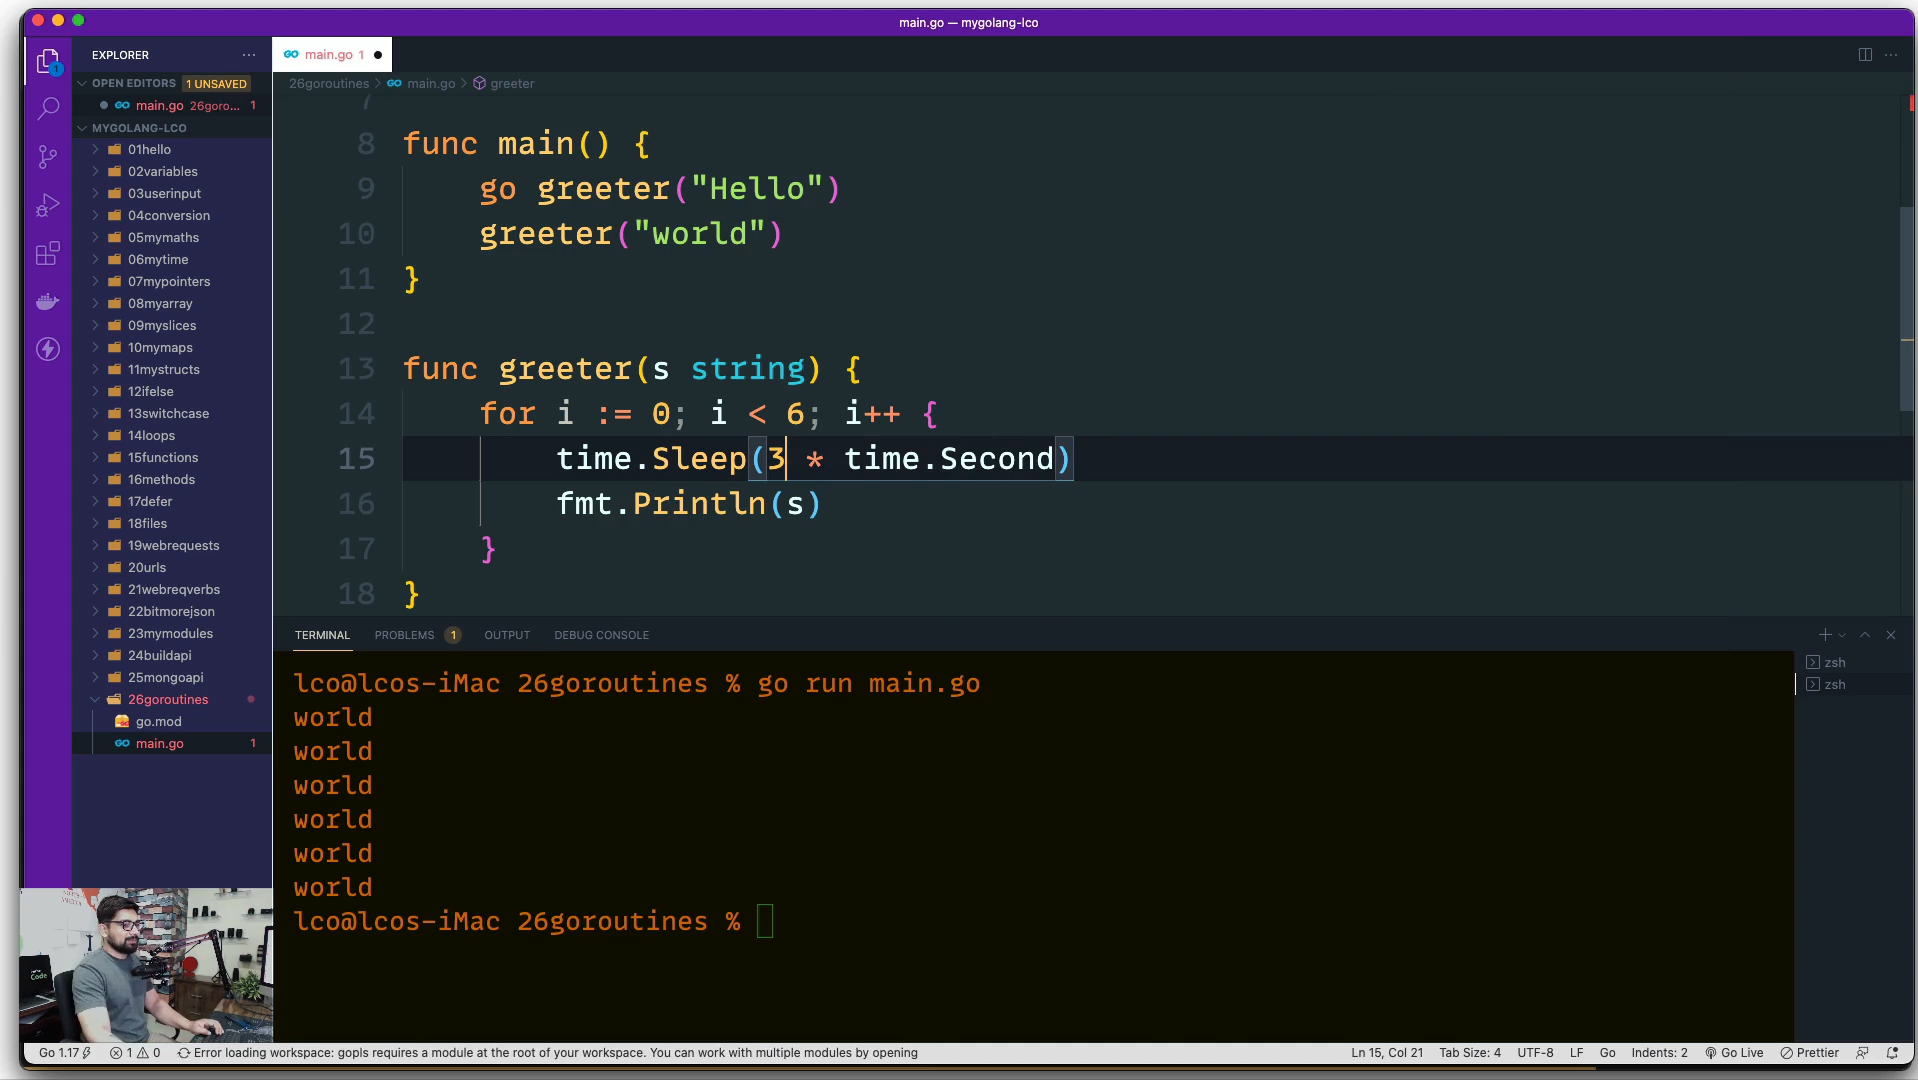 main.go — mygolang-lco
EXPLORER
main.go 1
OPEN EDITORS 1 UNSAVED
main.go 26goro... 1
26goroutines > main.go > greeter
MYGOLANG-LCO
01hello
02variables
03userinput
04conversion
05mymaths
06mytime
07mypointers
08myarray
09myslices
10mymaps
11mystructs
12ifelse
13switchcase
14loops
15functions
16methods
17defer
18files
19webrequests
20urls
21webreqverbs
22bitmorejson
23mymodules
24buildapi
25mongoapi
26goroutines
go.mod
main.go 1
7
8 func main() {
9 go greeter("Hello")
10 greeter("world")
11 }
12
13 func greeter(s string) {
14 for i := 0; i < 6; i++ {
15 time.Sleep(3 * time.Second)
16 fmt.Println(s)
17 }
18 }
TERMINAL PROBLEMS 1 OUTPUT DEBUG CONSOLE
zsh
zsh
lco@lcos-iMac 26goroutines % go run main.go
world
world
world
world
world
world
lco@lcos-iMac 26goroutines %
Code
Go 1.17 1 0 Error loading workspace: gopls requires a module at the root of your workspace. You can work with multiple modules by opening
Ln 15, Col 21 Tab Size: 4 UTF-8 LF Go Indents: 2 Go Live Prettier